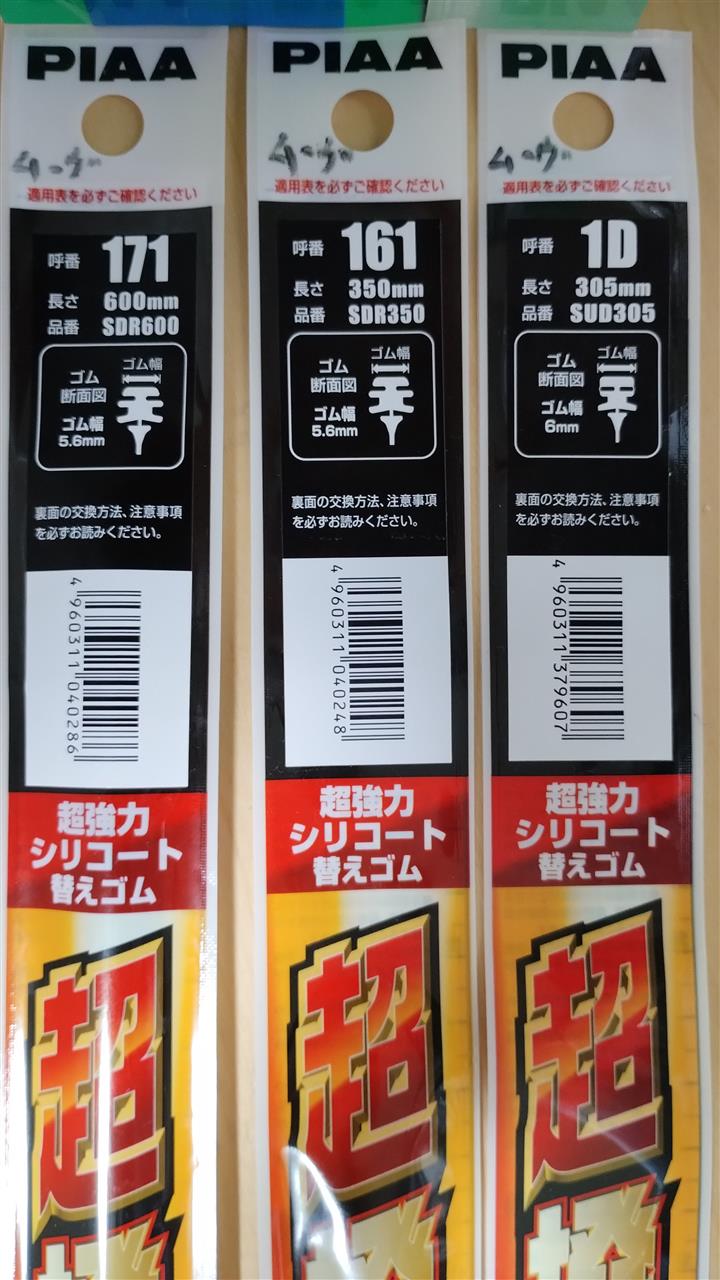 PIAA
ムーヴ
適用表を必ずご確認ください
呼番 171
長さ 600mm
品番 SDR600
ゴム幅
ゴム
断面図
ゴム幅
5.6mm
裏面の交換方法、注意事項
を必ずお読みください。
4960311040286
超強力
シリコート
替えゴム
超
PIAA
ムーヴ
適用表を必ずご確認ください
呼番 161
長さ 350mm
品番 SDR350
ゴム幅
ゴム
断面図
ゴム幅
5.6mm
裏面の交換方法、注意事項
を必ずお読みください。
4960311040248
超強力
シリコート
替えゴム
超
PIAA
ムーヴ
適用表を必ずご確認ください
呼番 1D
長さ 305mm
品番 SUD305
ゴム幅
ゴム
断面図
ゴム幅
6mm
裏面の交換方法、注意事項
を必ずお読みください。
4960311379607
超強力
シリコート
替えゴム
超